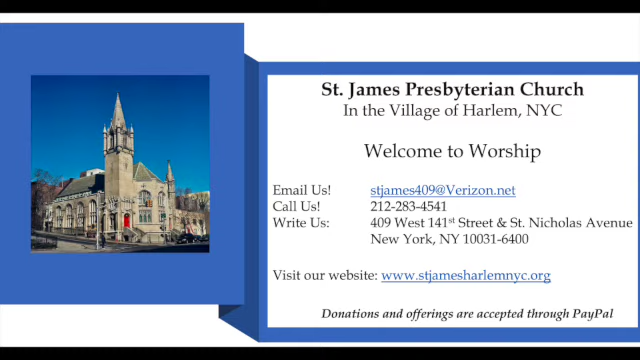 St. James Presbyterian Church
In the Village of Harlem, NYC
Welcome to Worship
Email Us! stjames409@Verizon.net
Call Us! 212-283-4541
Write Us: 409 West 141st Street & St. Nicholas Avenue
New York, NY 10031-6400
Visit our website: www.stjamesharlemnyc.org
Donations and offerings are accepted through PayPal